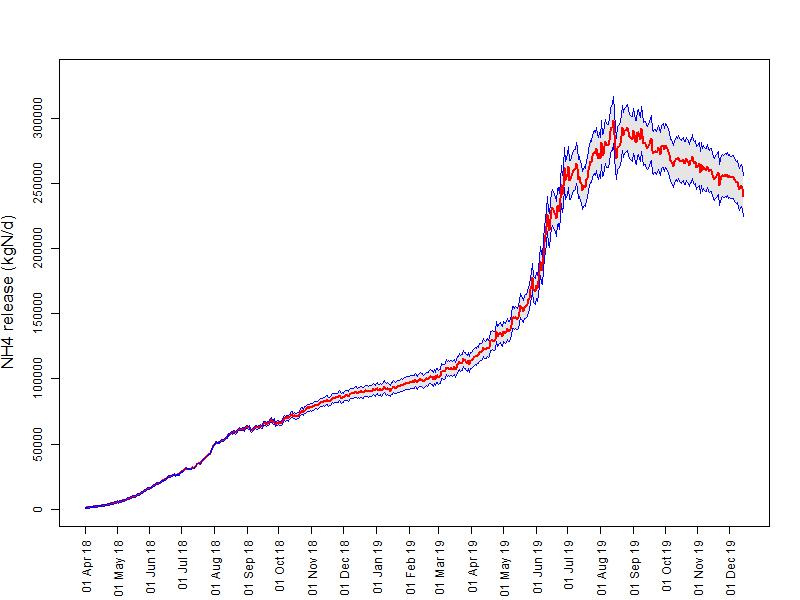 NH4 release (kgN/d)
300000
250000
200000
150000
100000
50000
0
01 Apr 18
01 May 18
01 Jun 18
01 Jul 18
01 Aug 18
01 Sep 18
01 Oct 18
01 Nov 18
01 Dec 18
01 Jan 19
01 Feb 19
01 Mar 19
01 Apr 19
01 May 19
01 Jun 19
01 Jul 19
01 Aug 19
01 Sep 19
01 Oct 19
01 Nov 19
01 Dec 19